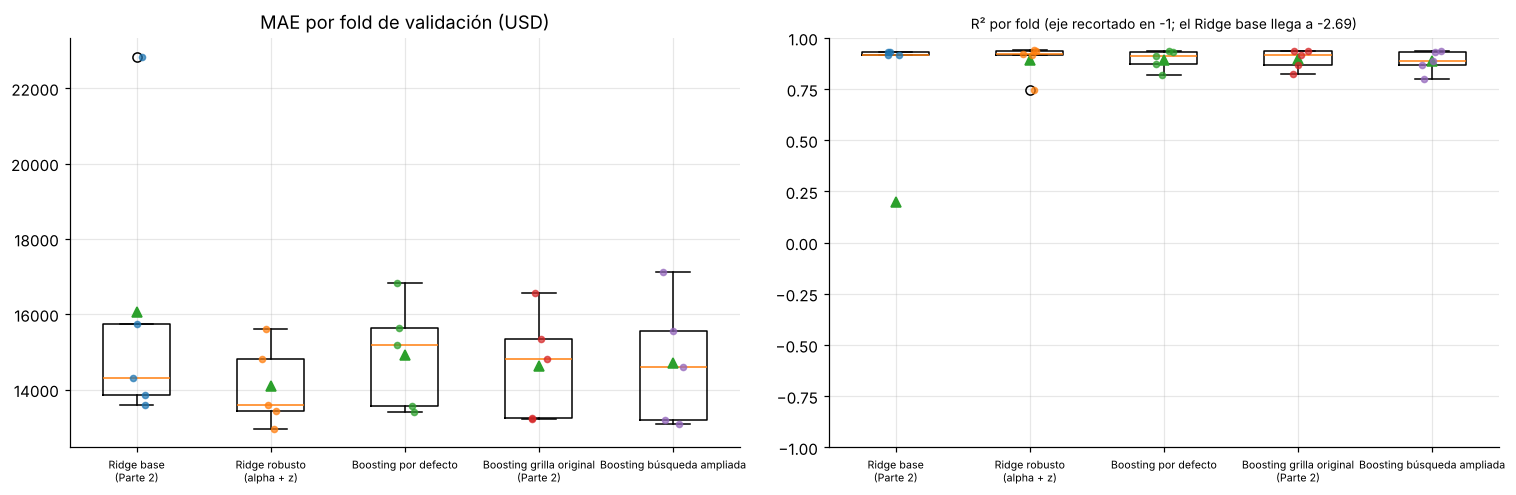 MAE por fold de validación (USD)
22000
20000
18000
16000
14000
Ridge base
(Parte 2)
Ridge robusto
(alpha + z)
Boosting por defecto
Boosting grilla original
(Parte 2)
Boosting búsqueda ampliada
R² por fold (eje recortado en -1; el Ridge base llega a -2.69)
1.00
0.75
0.50
0.25
0.00
−0.25
−0.50
−0.75
−1.00
Ridge base
(Parte 2)
Ridge robusto
(alpha + z)
Boosting por defecto
Boosting grilla original
(Parte 2)
Boosting búsqueda ampliada